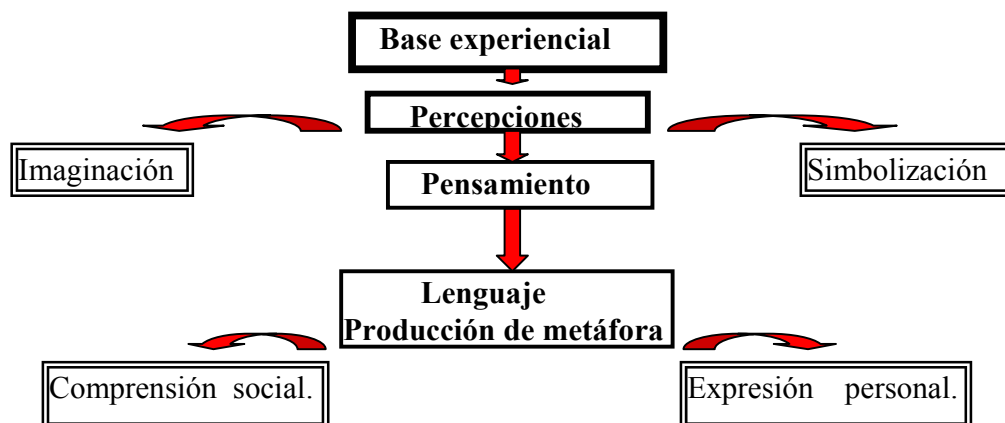 Base experiencial
Percepciones
Imaginación
Simbolización
Pensamiento
Lenguaje
Producción de metáfora
Comprensión social.
Expresión personal.